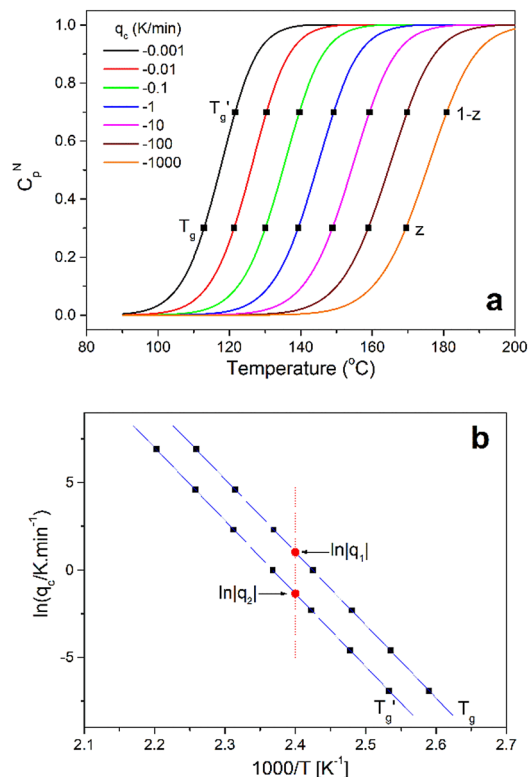 q_c (K/min)
-0.001
-0.01
-0.1
-1
-10
-100
-1000
T_g'
1-z
T_g
z
a
C_p^N
1.0
0.8
0.6
0.4
0.2
0.0
80 100 120 140 160 180 200
Temperature (°C)
b
ln(q_c/K.min⁻¹)
5
0
-5
ln|q₁|
ln|q₂|
T_g' T_g
2.1 2.2 2.3 2.4 2.5 2.6 2.7
1000/T [K⁻¹]